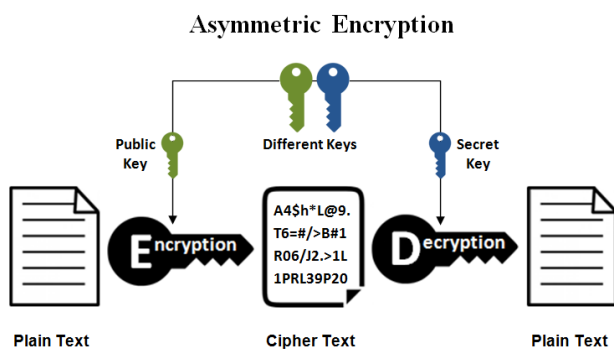 Asymmetric Encryption
Public
Key
Different Keys
Secret
Key
Encryption
A4$h*L@9.
T6=#/>B#1
R06/J2.>1L
1PRL39P20
Decryption
Plain Text
Cipher Text
Plain Text